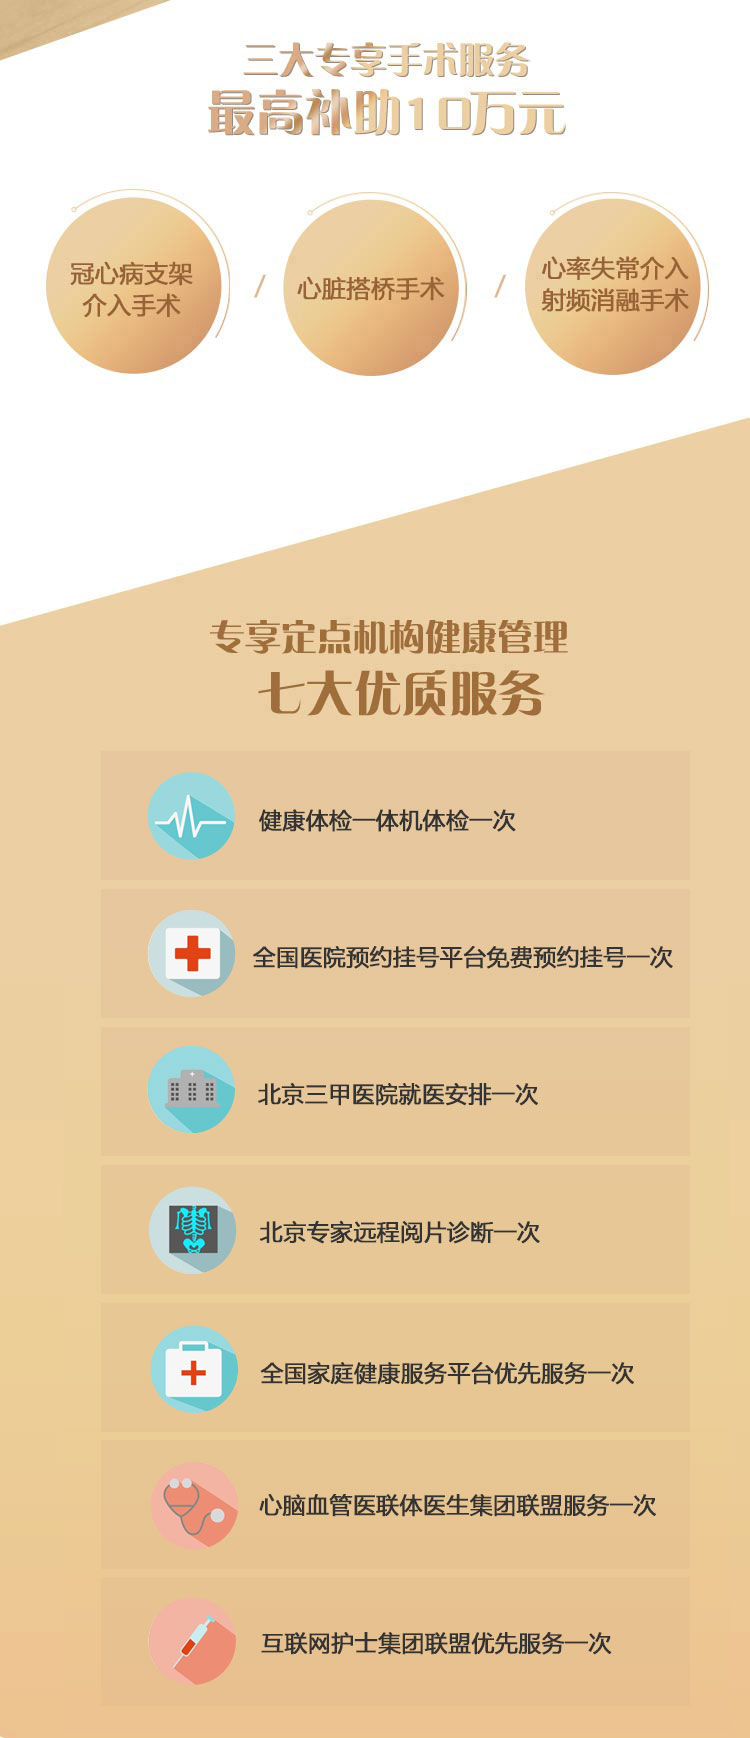 三大专享手术服务
最高补助10万元
冠心病支架
介入手术
/
心脏搭桥手术
/
心率失常介入
射频消融手术
专享定点机构健康管理
七大优质服务
健康体检一体机体检一次
全国医院预约挂号平台免费预约挂号一次
北京三甲医院就医安排一次
北京专家远程阅片诊断一次
全国家庭健康服务平台优先服务一次
心脑血管医联体医生集团联盟服务一次
互联网护士集团联盟优先服务一次